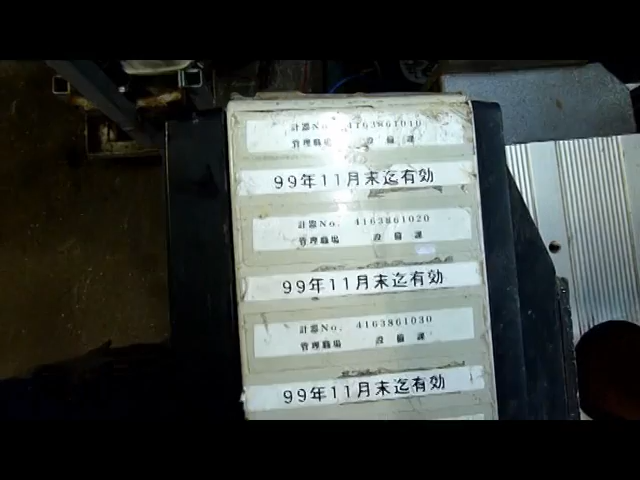 計器No. 4163861010
管理職場 設備課
99年11月末迄有効
計器No. 4163861020
管理職場 設備課
99年11月末迄有効
計器No. 4163861030
管理職場 設備課
99年11月末迄有効